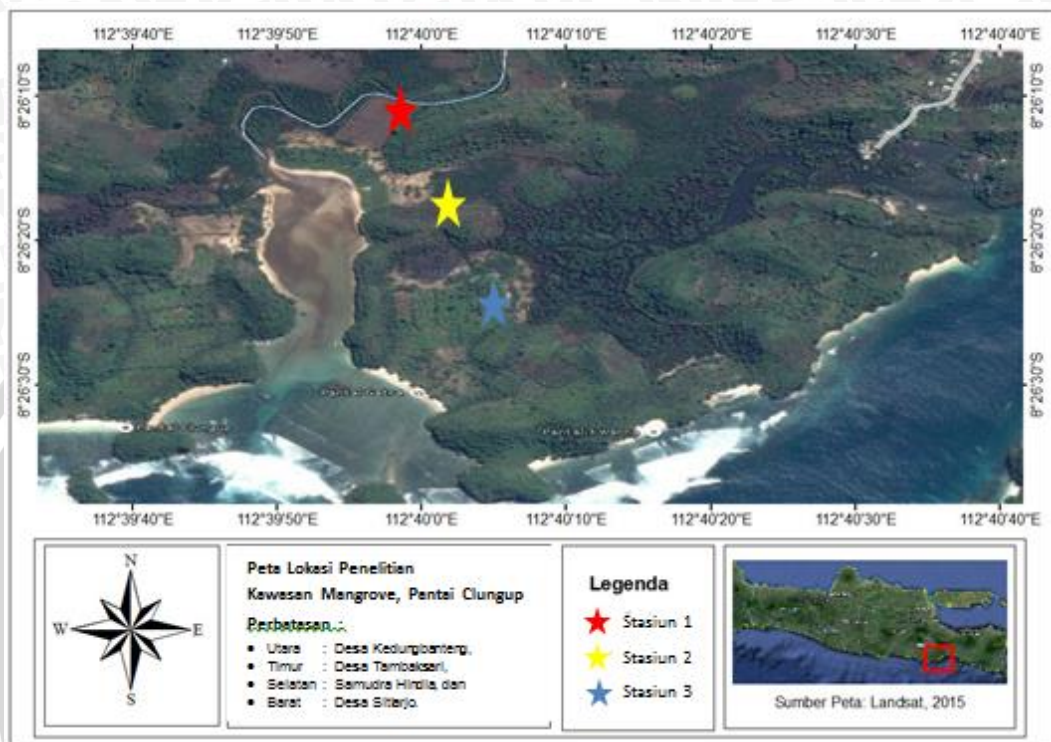 112°39'40"E 112°39'50"E 112°40'00"E 112°40'10"E 112°40'20"E 112°40'30"E 112°40'40"E
8°26'10"S 8°26'10"S
8°26'20"S 8°26'20"S
8°26'30"S 8°26'30"S
Pantai Clungup
112°39'40"E 112°39'50"E 112°40'00"E 112°40'10"E 112°40'20"E 112°40'30"E 112°40'40"E
N
W E
S
Peta Lokasi Penelitian
Kawasan Mangrove, Pantai Clungup
Perbatasan :
• Utara : Desa Kedungbanteng,
• Timur : Desa Tambaksari,
• Selatan : Samudra Hindia, dan
• Barat : Desa Sitiarjo.
Legenda
Stasiun 1
Stasiun 2
Stasiun 3
Sumber Peta: Landsat, 2015